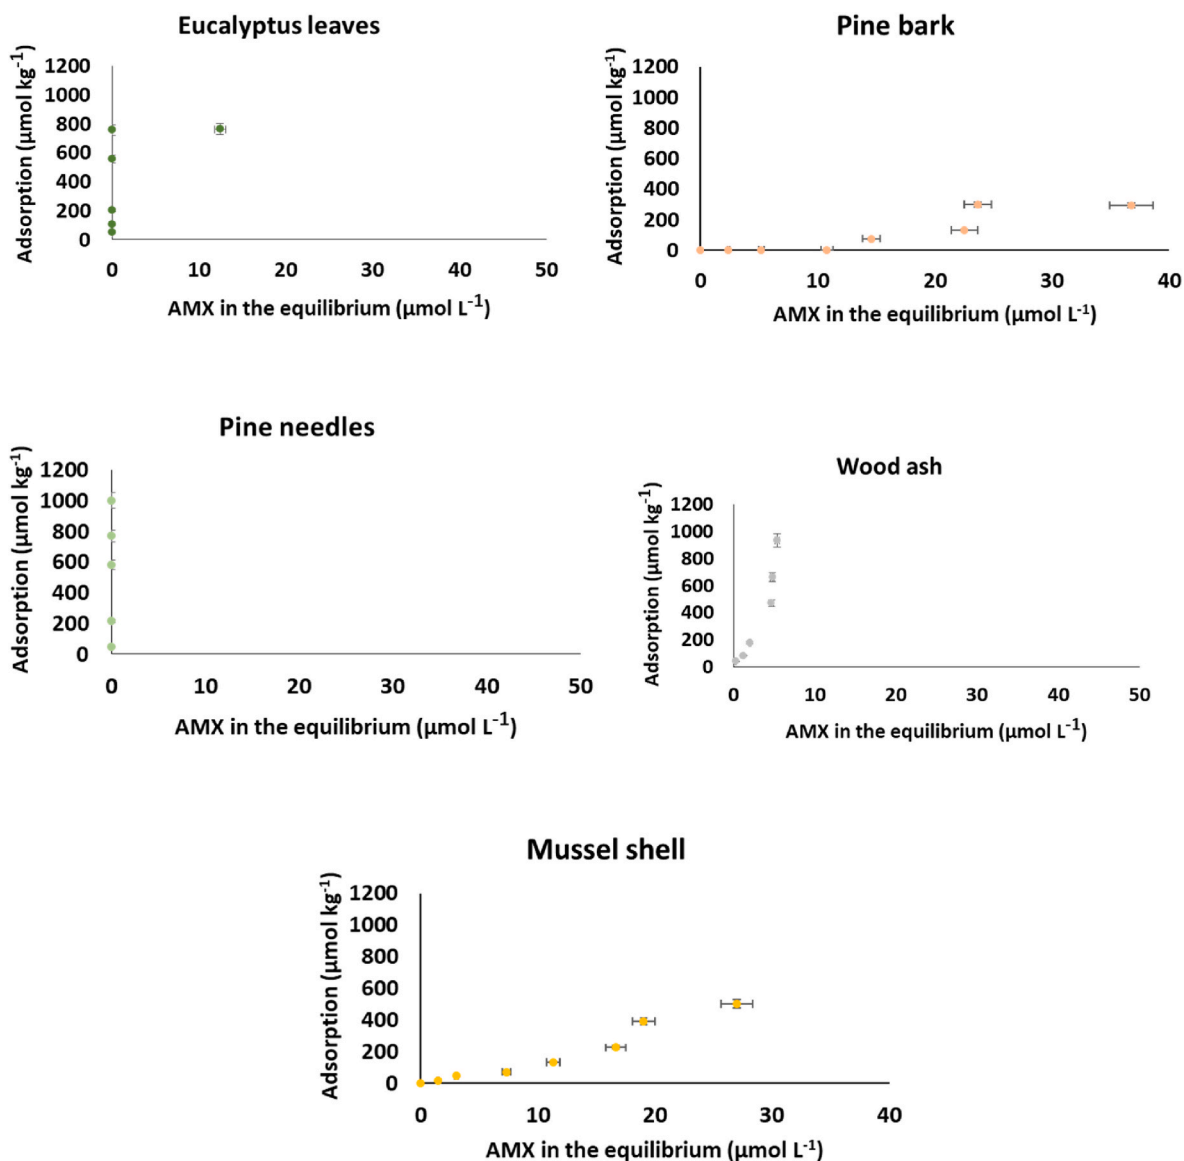 Eucalyptus leaves
Adsorption (µmol kg⁻¹)
1200
1000
800
600
400
200
0
0 10 20 30 40 50
AMX in the equilibrium (µmol L⁻¹)
Pine bark
Adsorption (µmol kg⁻¹)
1200
1000
800
600
400
200
0
0 10 20 30 40
AMX in the equilibrium (µmol L⁻¹)
Pine needles
Adsorption (µmol kg⁻¹)
1200
1000
800
600
400
200
0
0 10 20 30 40 50
AMX in the equilibrium (µmol L⁻¹)
Wood ash
Adsorption (µmol kg⁻¹)
1200
1000
800
600
400
200
0
0 10 20 30 40 50
AMX in the equilibrium (µmol L⁻¹)
Mussel shell
Adsorption (µmol kg⁻¹)
1200
1000
800
600
400
200
0
0 10 20 30 40
AMX in the equilibrium (µmol L⁻¹)